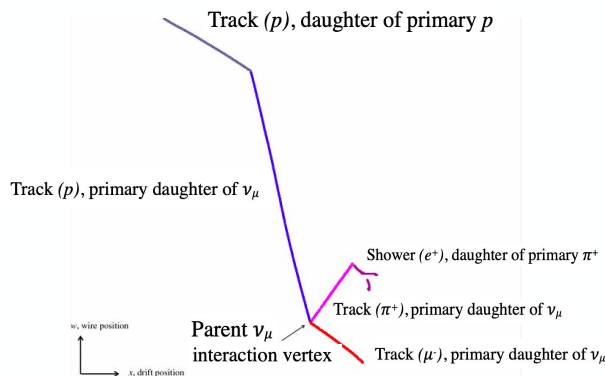 Track (p), daughter of primary p
Track (p), primary daughter of νμ
Shower (e⁺), daughter of primary π⁺
Track (π⁺), primary daughter of νμ
Parent νμ
interaction vertex
Track (μ⁻), primary daughter of νμ
w, wire position
x, drift position